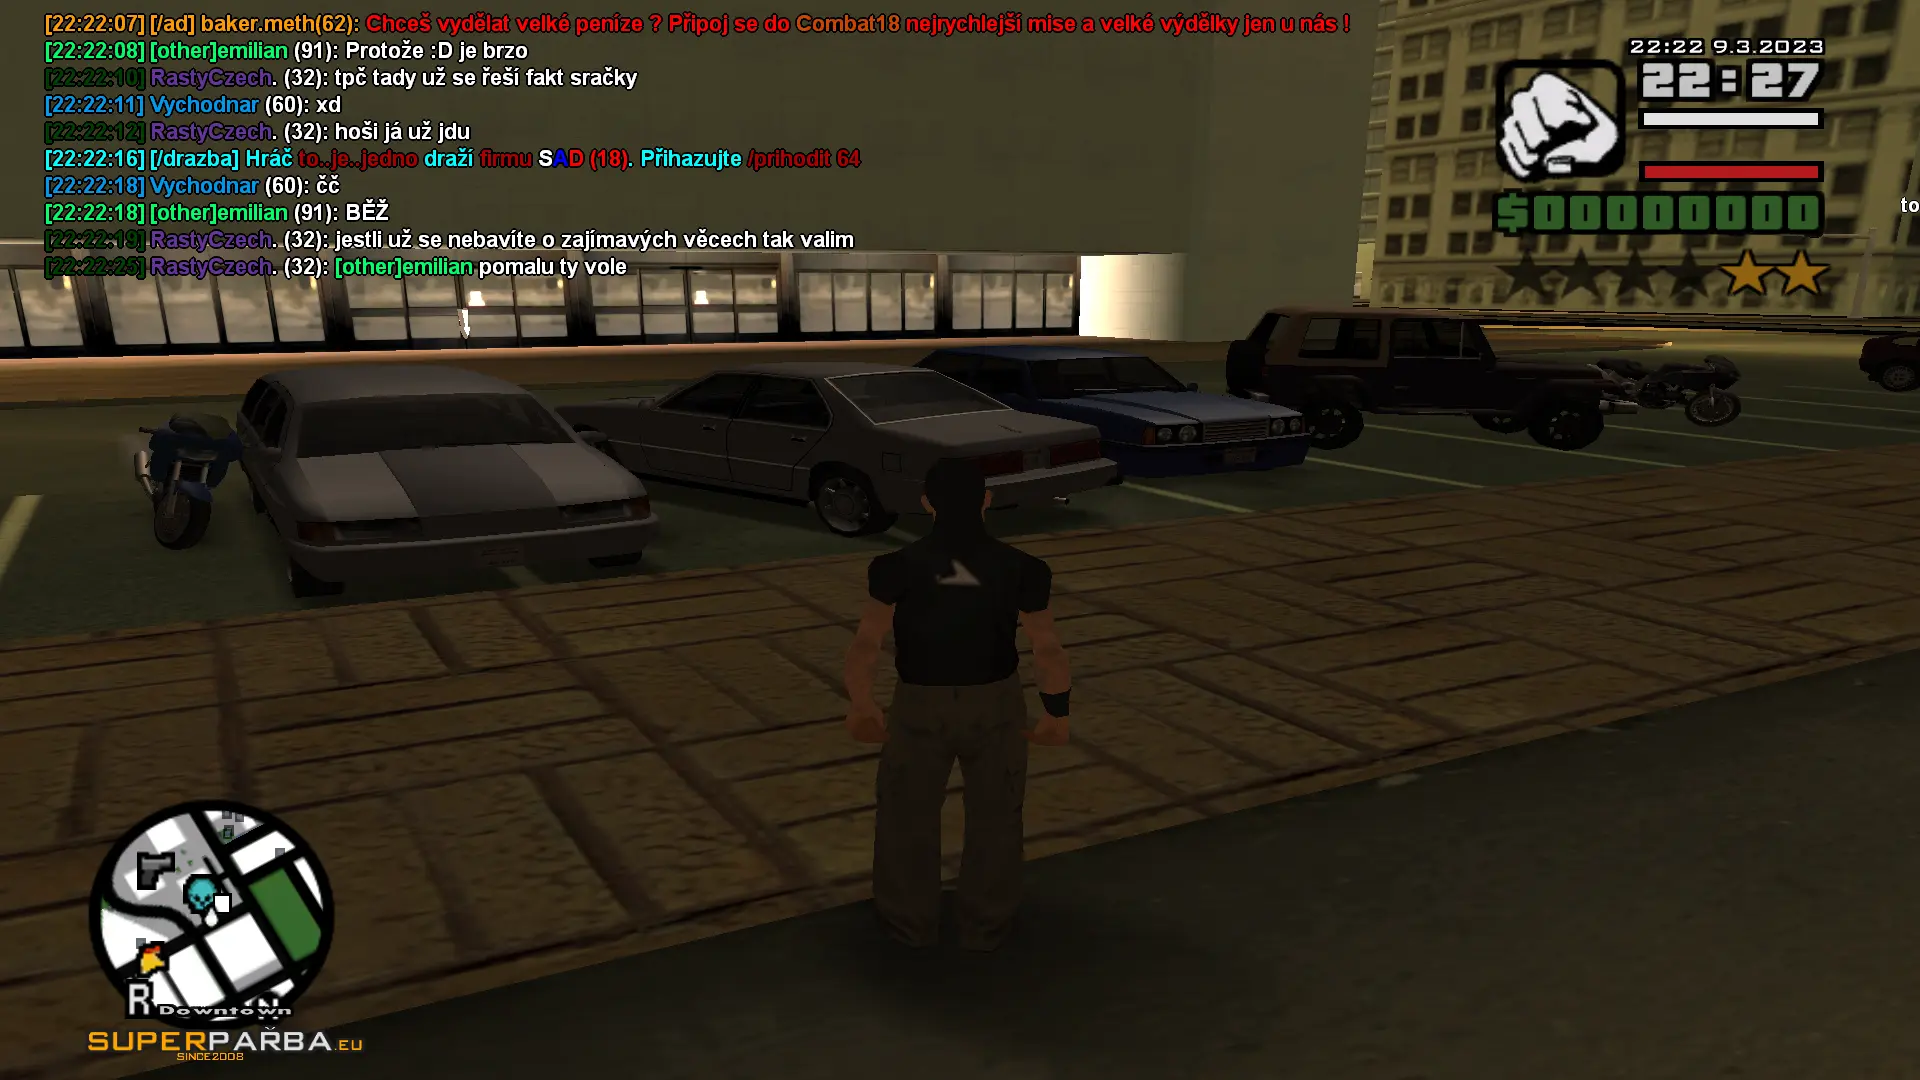 [22:22:07] [/ad] baker.meth(62): Chceš vydělat velké peníze ? Připoj se do Combat18 nejrychlejší mise a velké výdělky jen u nás !
[22:22:08] [other]emilian (91): Protože :D je brzo
[22:22:10] RastyCzech. (32): tpč tady už se řeší fakt sračky
[22:22:11] Vychodnar (60): xd
[22:22:12] RastyCzech. (32): hoši já už jdu
[22:22:16] [/drazba] Hráč to..je..jedno draží firmu SAD (18). Přihazujte /prihodit 64
[22:22:18] Vychodnar (60): čč
[22:22:18] [other]emilian (91): BĚŽ
[22:22:19] RastyCzech. (32): jestli už se nebavíte o zajímavých věcech tak valim
[22:22:25] RastyCzech. (32): [other]emilian pomalu ty vole
22:22 9.3.2023
22:27
$00000000
to
R
N
Downtown
SUPERPAŘBA.EU
SINCE2008